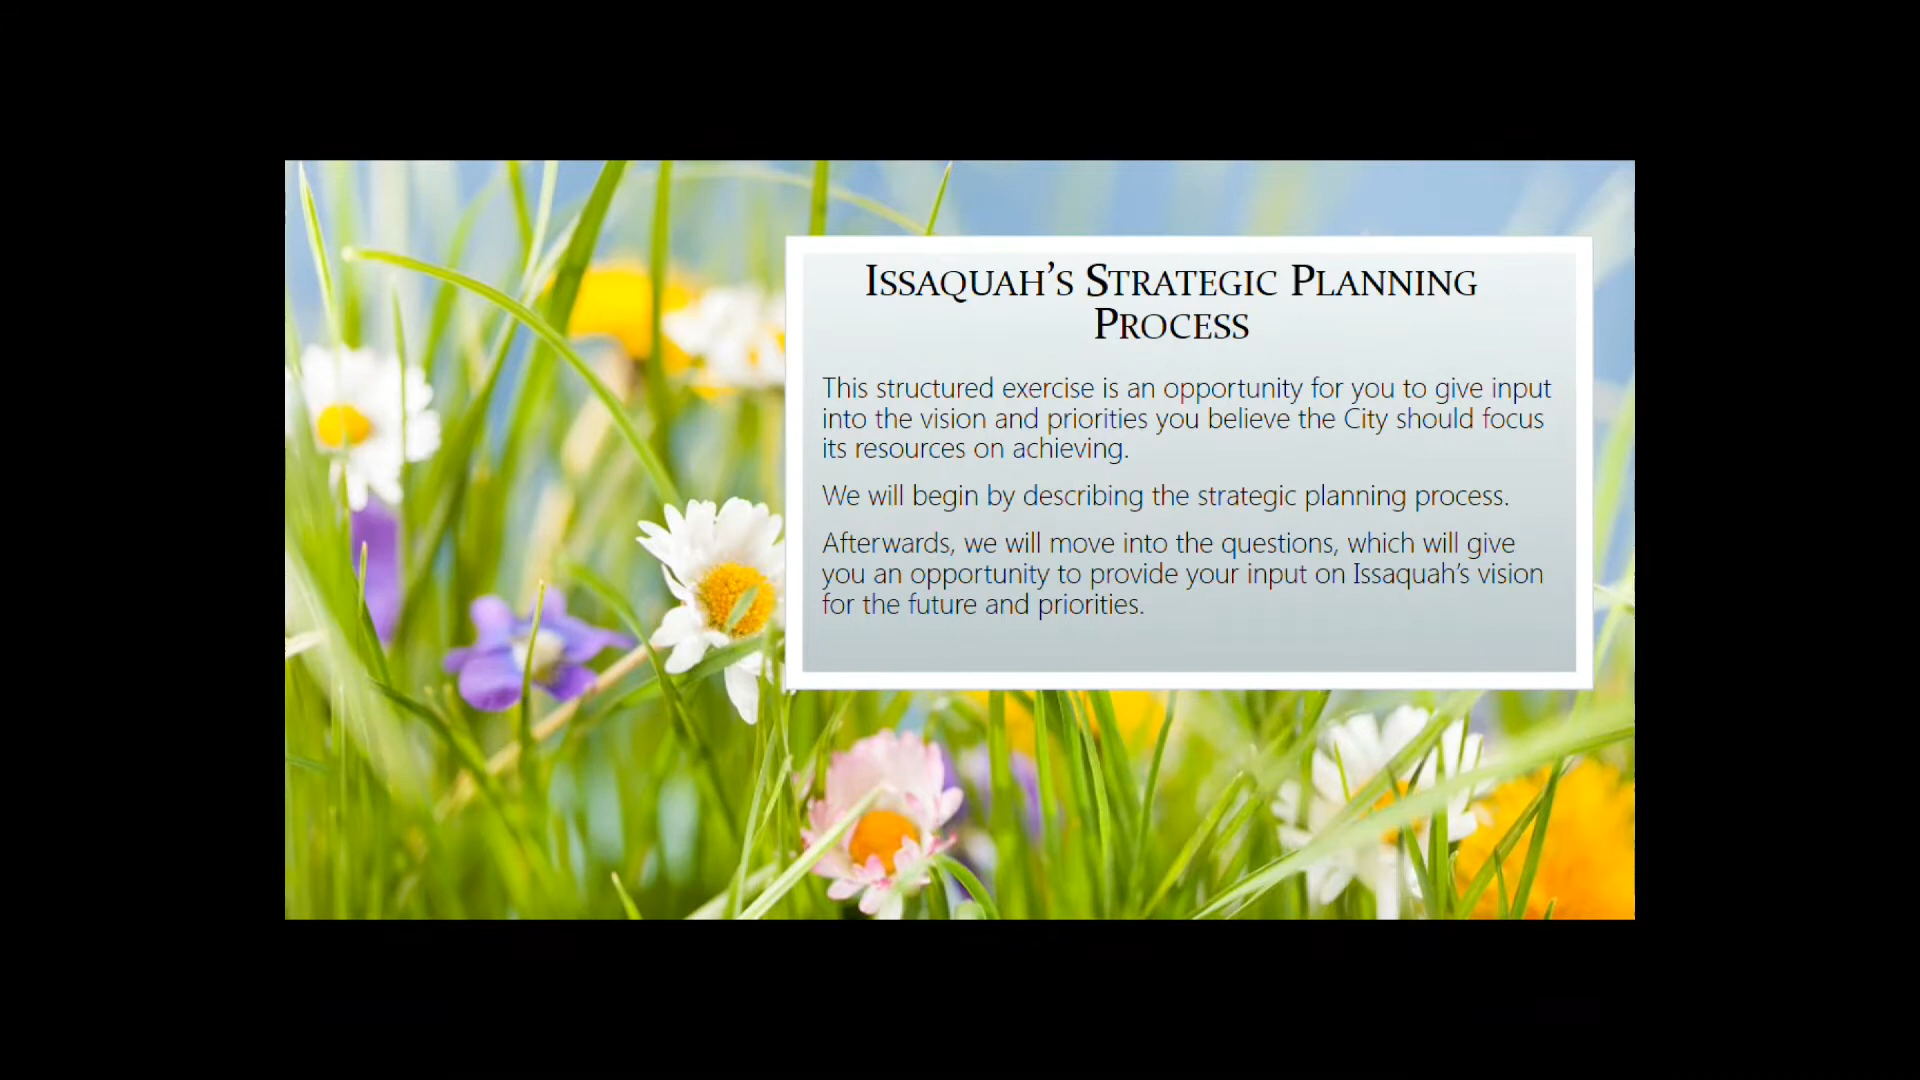 ISSAQUAH’S STRATEGIC PLANNING
PROCESS
This structured exercise is an opportunity for you to give input
into the vision and priorities you believe the City should focus
its resources on achieving.
We will begin by describing the strategic planning process.
Afterwards, we will move into the questions, which will give
you an opportunity to provide your input on Issaquah’s vision
for the future and priorities.